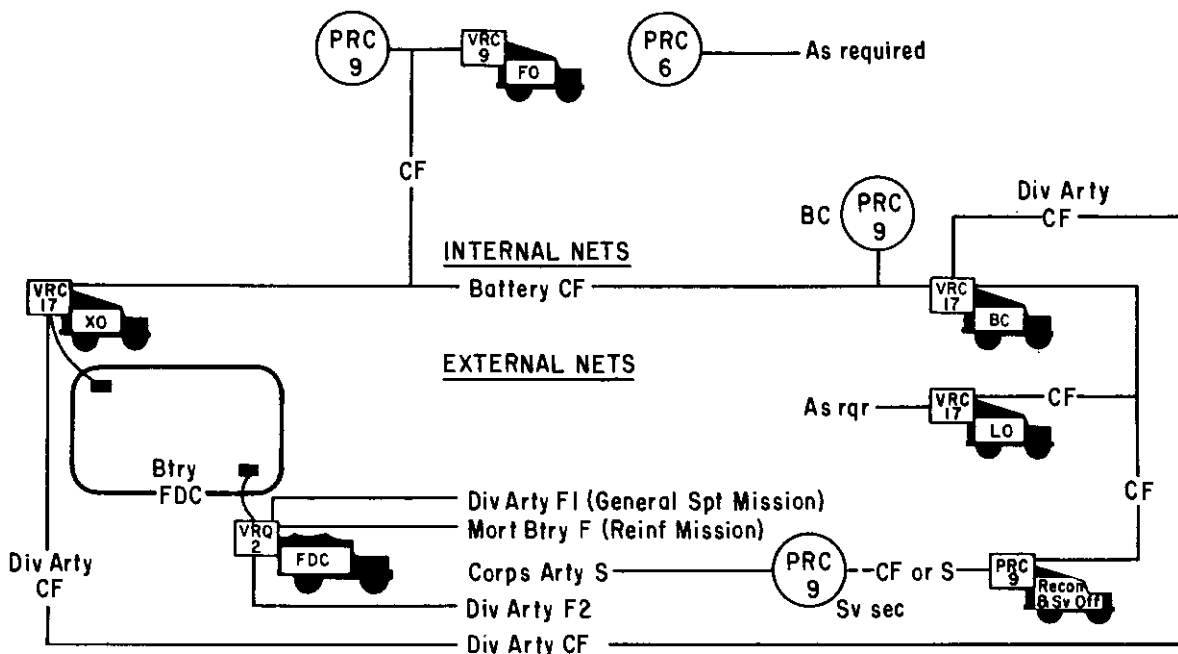 PRC
9
VRC
9
FO
PRC
6
As required
CF
Div Arty
CF
BC
PRC
9
INTERNAL NETS
Battery CF
VRC
17
XO
VRC
17
BC
EXTERNAL NETS
As rqr
VRC
17
LO
CF
Btry
FDC
CF
Div Arty F1 (General Spt Mission)
VRQ
2
FDC
Mort Btry F (Reinf Mission)
Div Arty
CF
Corps Arty S
PRC
9
Sv sec
CF or S
PRC
9
Recon
& Sv Off
Div Arty F2
Div Arty CF